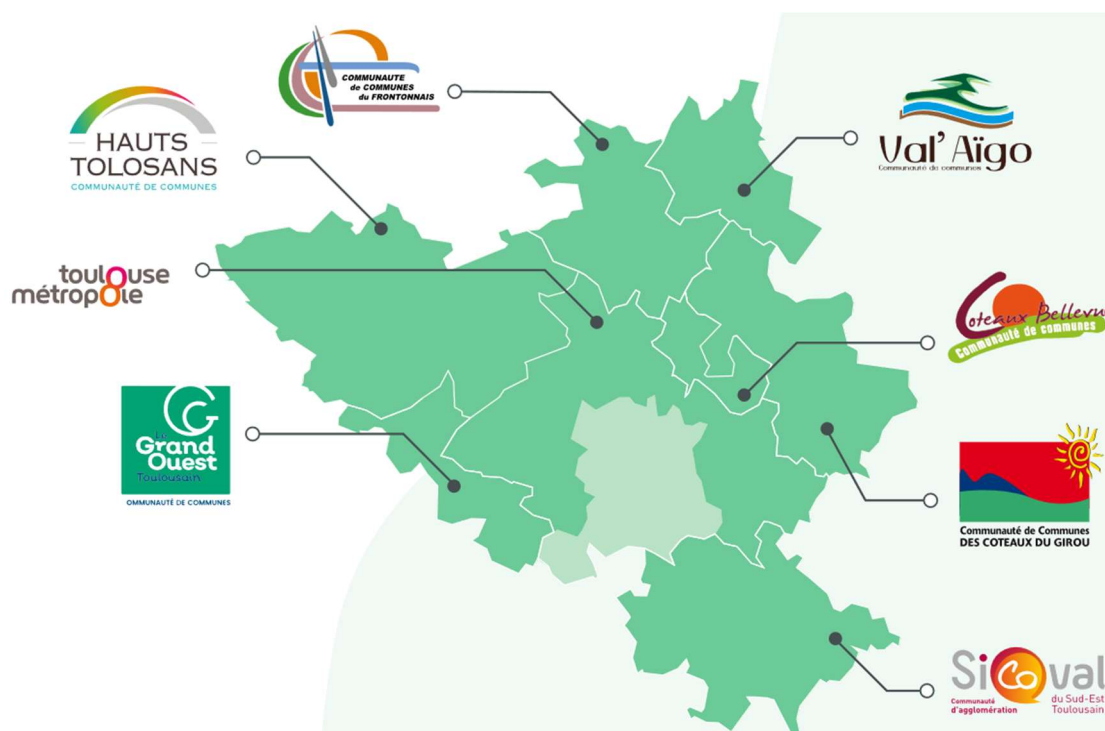 COMMUNAUTE
de COMMUNES
du FRONTONNAIS
HAUTS
TOLOSANS
COMMUNAUTÉ DE COMMUNES
Val' Aïgo
Communauté de communes
toulouse
métropole
Coteaux Bellevue
Communauté de communes
Le
Grand
Ouest
Toulousain
OMMUNAUTÉ DE COMMUNES
Communauté de Communes
DES COTEAUX DU GIROU
SiCoval
Communauté
d'agglomération
du Sud-Est
Toulousain